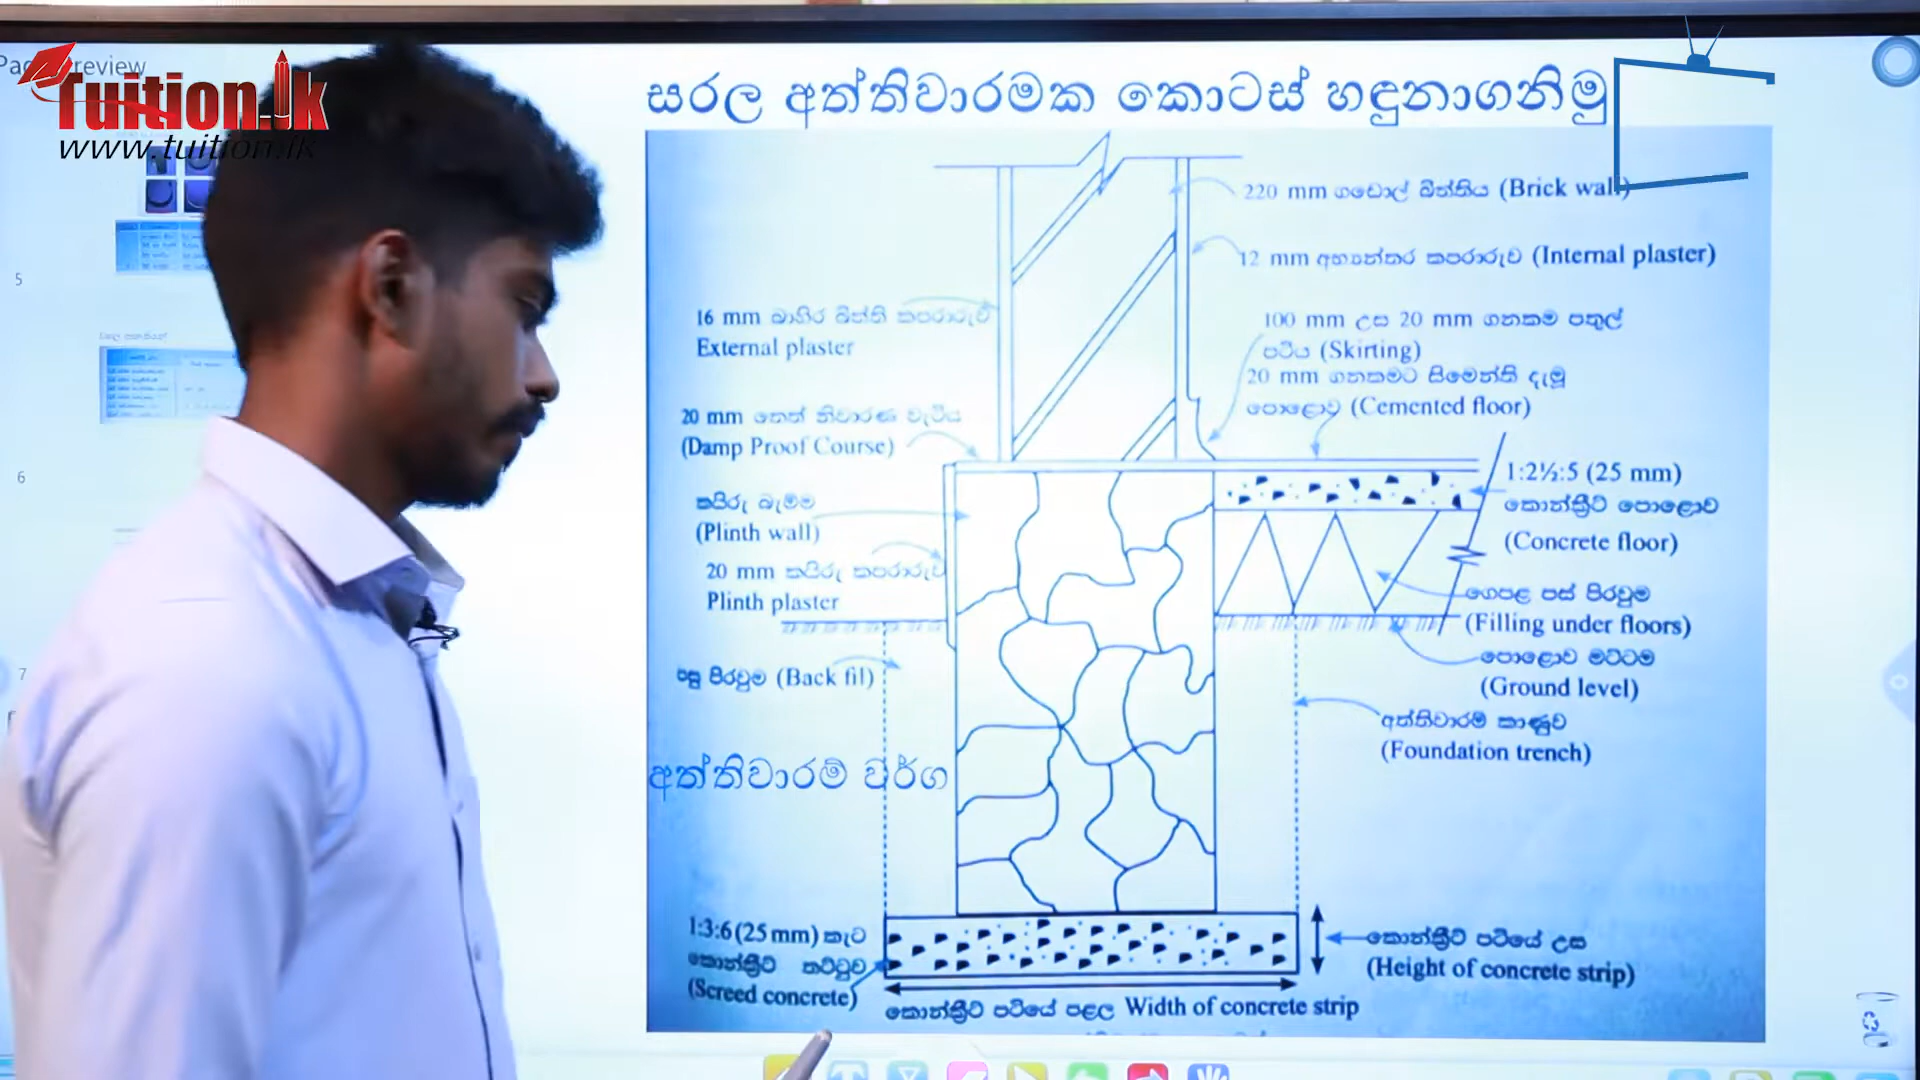 Tuition.lk
www.tuition.lk
සරල අත්තිවාරමක කොටස් හඳුනාගනිමු
220 mm ගඩොල් බිත්තිය (Brick wall)
12 mm අභ්‍යන්තර කපරාරුව (Internal plaster)
16 mm බාහිර බිත්ති කපරාරුව
External plaster
100 mm උස 20 mm ගනකම පතුල්
පටිය (Skirting)
20 mm ගනකමට සිමෙන්ති දැමූ
පොළොව (Cemented floor)
20 mm තෙත් නිවාරණ වැටිය
(Damp Proof Course)
1:2½:5 (25 mm)
කොන්ක්‍රීට් පොළොව
(Concrete floor)
කයිරු බැම්ම
(Plinth wall)
20 mm කයිරු කපරාරුව
Plinth plaster
ගෙපළ පස් පිරවුම
(Filling under floors)
පොළොව මට්ටම
(Ground level)
පසු පිරවුම (Back fil)
අත්තිවාරම් කාණුව
(Foundation trench)
අත්තිවාරම් වර්ග
1:3:6 (25 mm) කැට
කොන්ක්‍රීට් තට්ටුව
(Screed concrete)
කොන්ක්‍රීට් පටියේ උස
(Height of concrete strip)
කොන්ක්‍රීට් පටියේ පළල Width of concrete strip
5
6
7